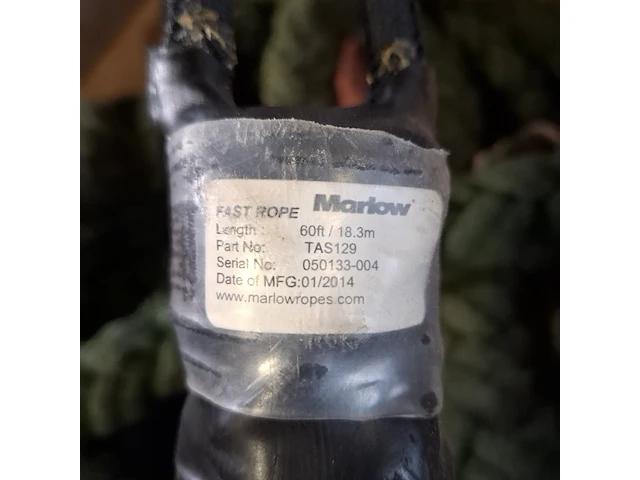 FAST ROPE Marlow
Length : 60ft / 18.3m
Part No: TAS129
Serial No: 050133-004
Date of MFG:01/2014
www.marlowropes.com